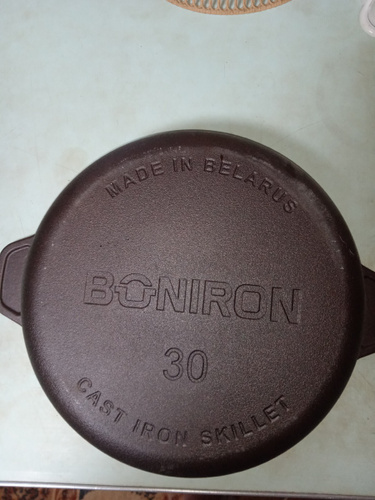 MADE IN BELARUS
BONIRON
30
CAST IRON SKILLET